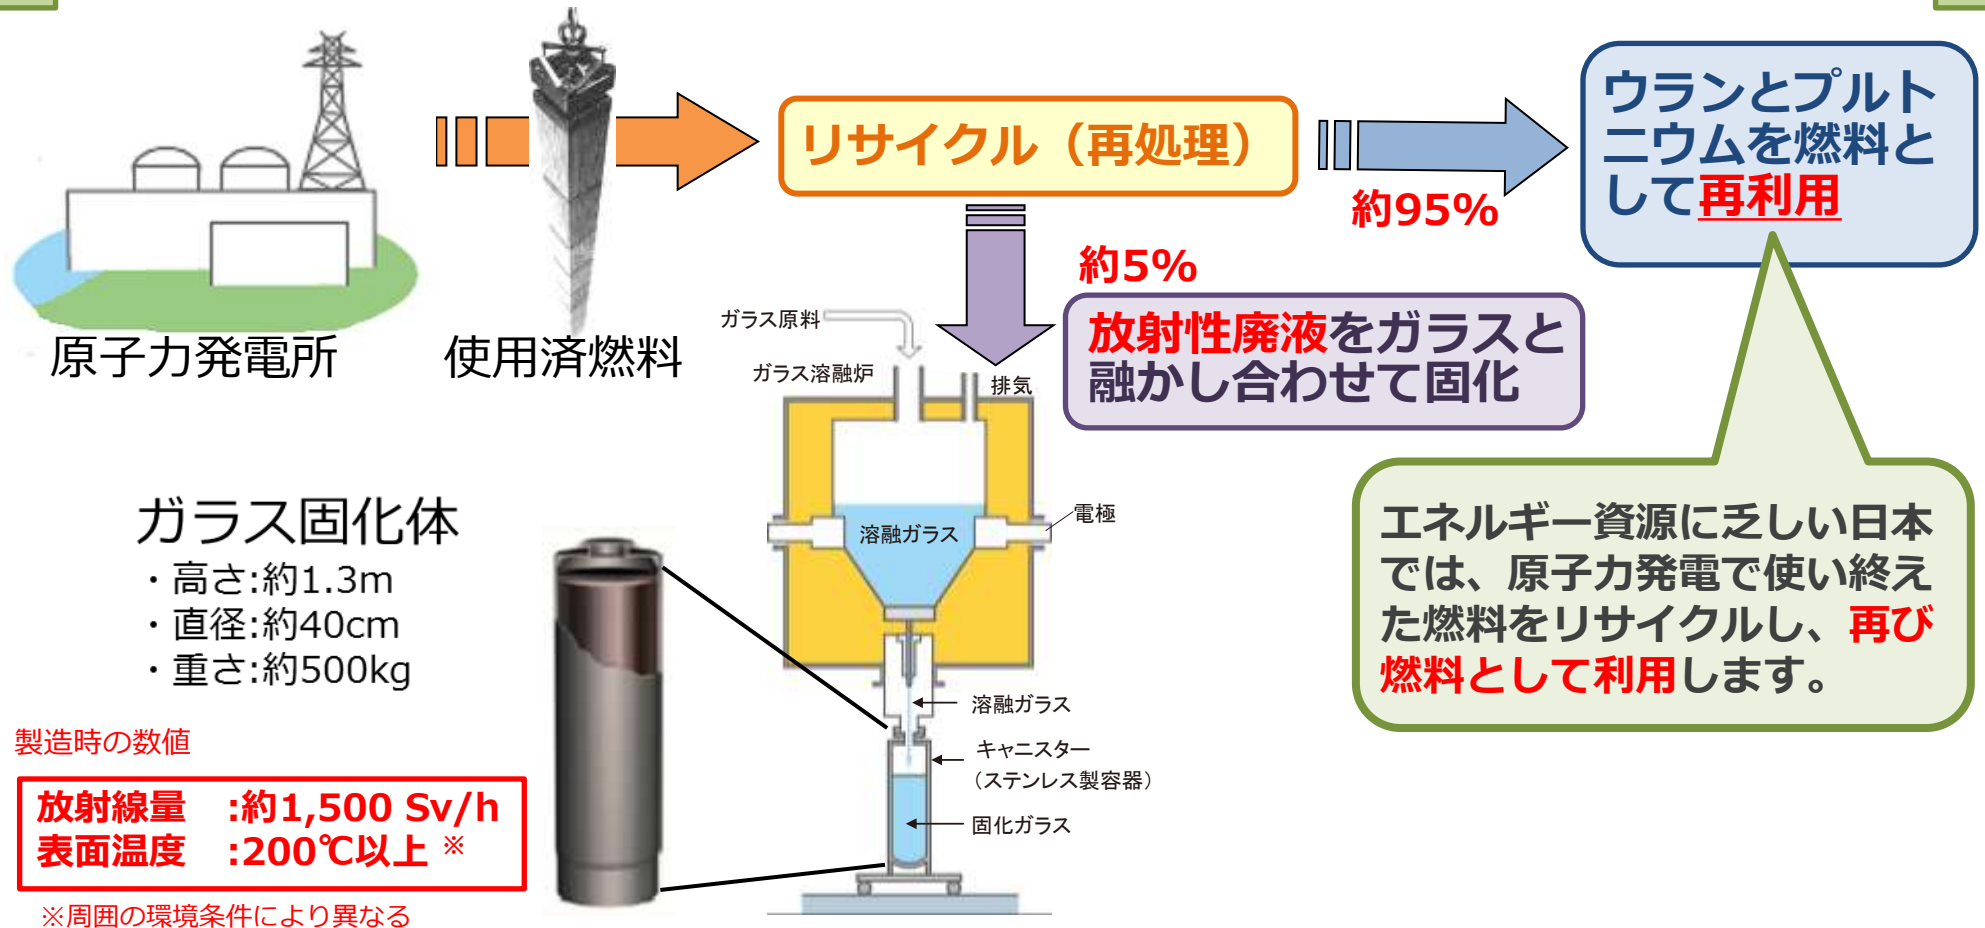 原子力発電所
使用済燃料
リサイクル（再処理）
約95%
ウランとプルト
ニウムを燃料と
して再利用
約5%
放射性廃液をガラスと
融かし合わせて固化
ガラス原料
ガラス溶融炉
排気
溶融ガラス
電極
溶融ガラス
キャニスター
（ステンレス製容器）
固化ガラス
エネルギー資源に乏しい日本
では、原子力発電で使い終え
た燃料をリサイクルし、再び
燃料として利用します。
ガラス固化体
・高さ:約1.3m
・直径:約40cm
・重さ:約500kg
製造時の数値
放射線量　:約1,500 Sv/h
表面温度　:200℃以上 ※
※周囲の環境条件により異なる